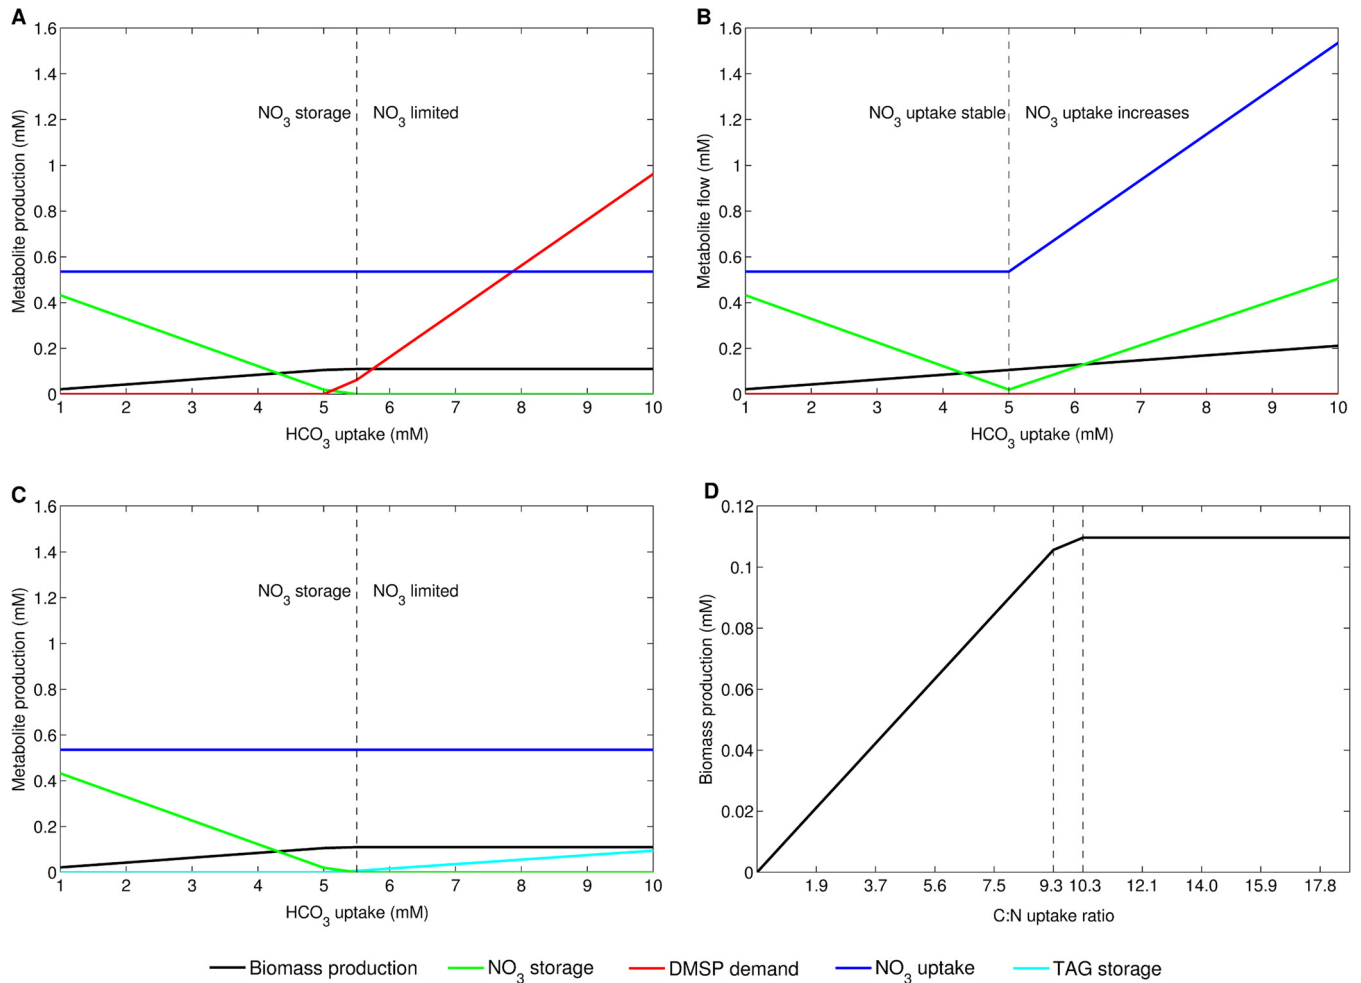 A
Metabolite production (mM)
1.6
1.4
1.2
1
0.8
0.6
0.4
0.2
0
NO3 storage
NO3 limited
1 2 3 4 5 6 7 8 9 10
HCO3 uptake (mM)
B
Metabolite flow (mM)
1.6
1.4
1.2
1
0.8
0.6
0.4
0.2
0
NO3 uptake stable
NO3 uptake increases
1 2 3 4 5 6 7 8 9 10
HCO3 uptake (mM)
C
Metabolite production (mM)
1.6
1.4
1.2
1
0.8
0.6
0.4
0.2
0
NO3 storage
NO3 limited
1 2 3 4 5 6 7 8 9 10
HCO3 uptake (mM)
D
Biomass production (mM)
0.12
0.1
0.08
0.06
0.04
0.02
0
1.9 3.7 5.6 7.5 9.3 10.3 12.1 14.0 15.9 17.8
C:N uptake ratio
Biomass production
NO3 storage
DMSP demand
NO3 uptake
TAG storage